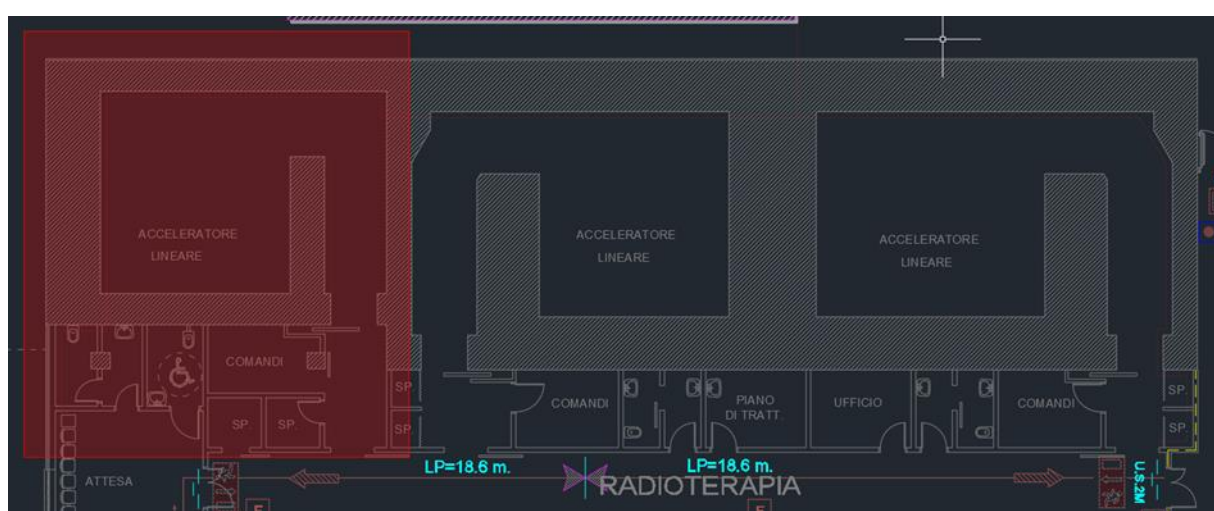 ACCELERATORE
LINEARE
ACCELERATORE
LINEARE
ACCELERATORE
LINEARE
COMANDI
SP.
SP.
SP.
SP.
COMANDI
PIANO
DI TRATT.
UFFICIO
COMANDI
SP.
SP.
ATTESA
LP=18.6 m.
LP=18.6 m.
RADIOTERAPIA
U.S.2M
E
E